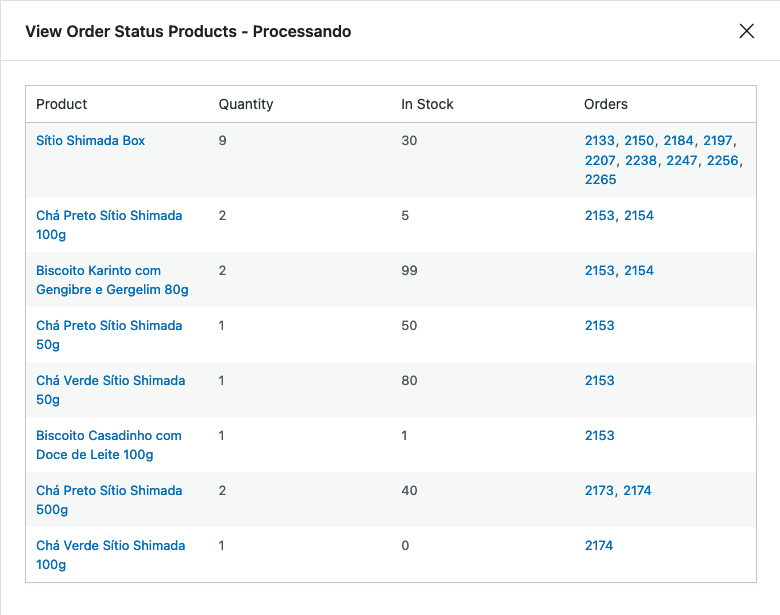 View Order Status Products - Processando
Product Quantity In Stock Orders
Sítio Shimada Box 9 30 2133, 2150, 2184, 2197,
2207, 2238, 2247, 2256,
2265
Chá Preto Sítio Shimada 2 5 2153, 2154
100g
Biscoito Karinto com 2 99 2153, 2154
Gengibre e Gergelim 80g
Chá Preto Sítio Shimada 1 50 2153
50g
Chá Verde Sítio Shimada 1 80 2153
50g
Biscoito Casadinho com 1 1 2153
Doce de Leite 100g
Chá Preto Sítio Shimada 2 40 2173, 2174
500g
Chá Verde Sítio Shimada 1 0 2174
100g